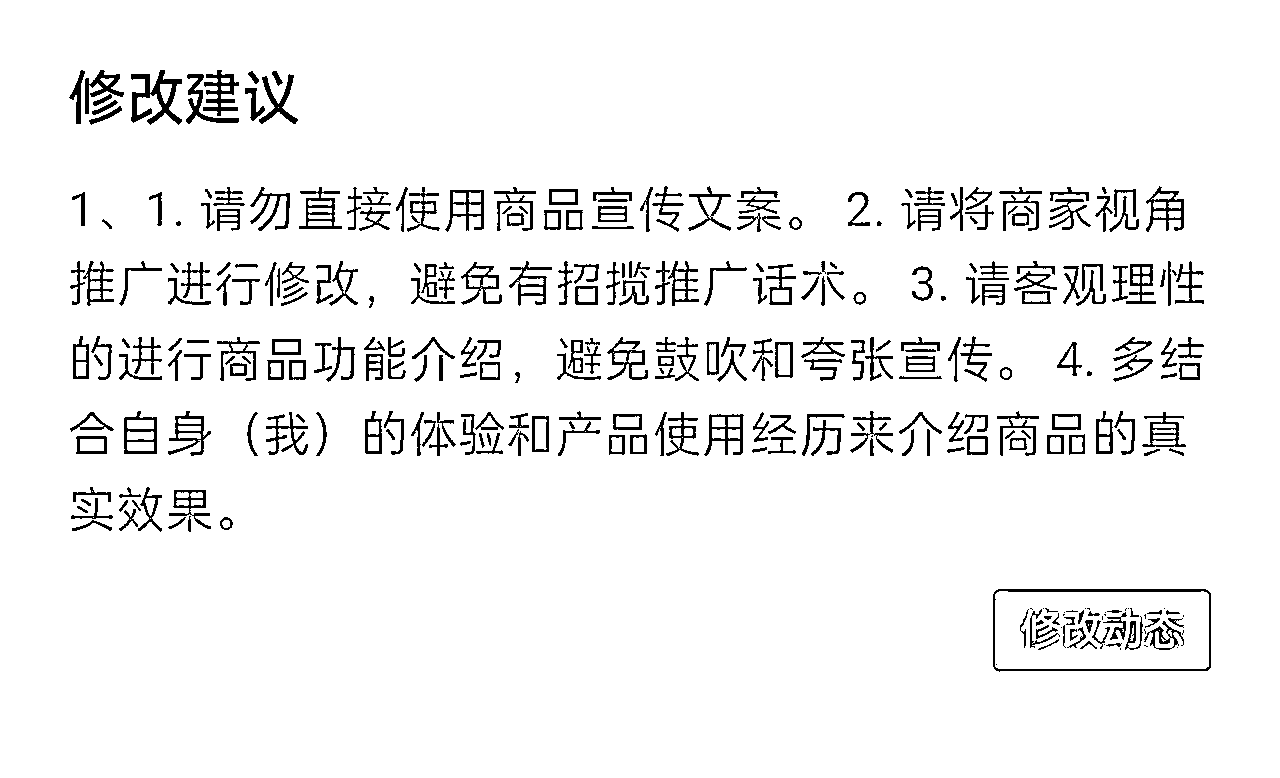 修改建议
1、1. 请勿直接使用商品宣传文案。 2. 请将商家视角
推广进行修改，避免有招揽推广话术。 3. 请客观理性
的进行商品功能介绍，避免鼓吹和夸张宣传。 4. 多结
合自身（我）的体验和产品使用经历来介绍商品的真
实效果。
修改动态